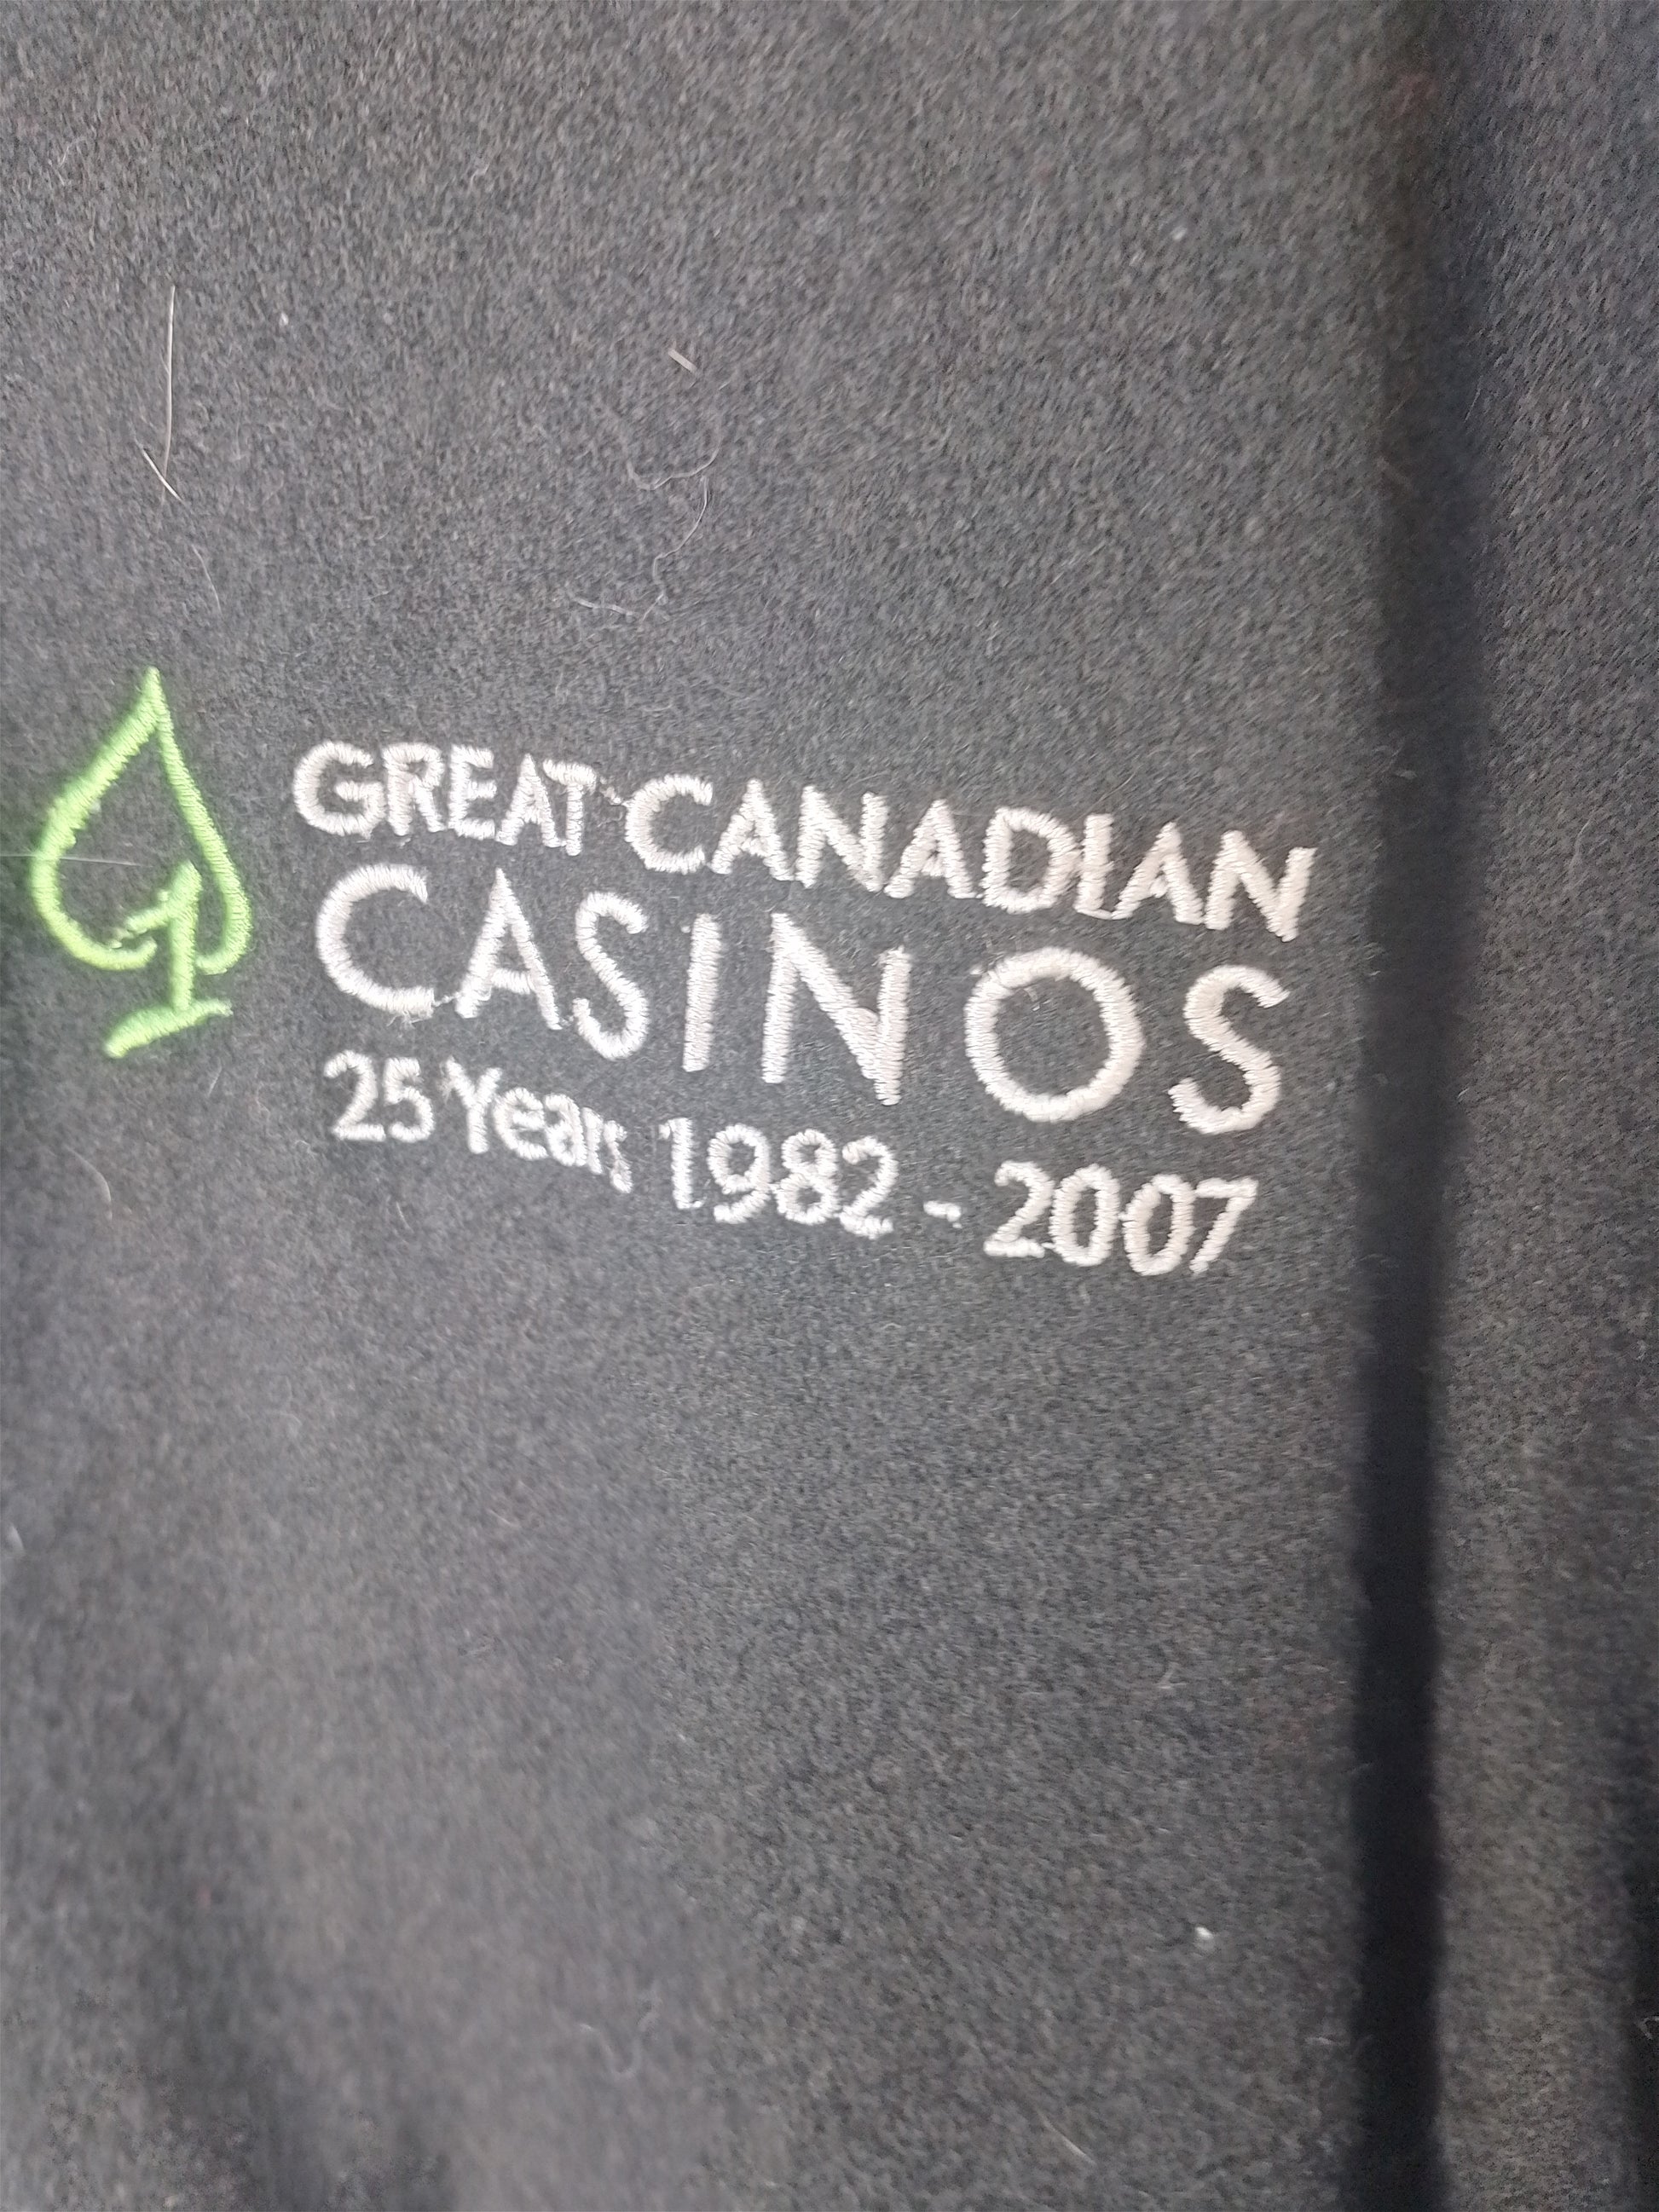 GREAT CANADIAN
CASINOS
25 Years 1982 - 2007